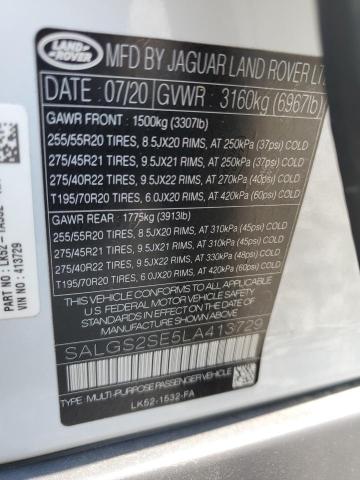 LAND
ROVER
MFD BY JAGUAR LAND ROVER LTD
DATE: 07/20 GVWR: 3160kg (6967lb)
GAWR FRONT: 1500kg (3307lb)
255/55R20 TIRES, 8.5JX20 RIMS, AT 250kPa (37psi) COLD
275/45R21 TIRES, 9.5JX21 RIMS, AT 250kPa (37psi) COLD
275/40R22 TIRES, 9.5JX22 RIMS, AT 270kPa (40psi) COLD
T195/70R20 TIRES, 6.0JX20 RIMS, AT 420kPa (60psi) COLD
GAWR REAR: 1775kg (3913lb)
255/55R20 TIRES, 8.5JX20 RIMS, AT 310kPa (45psi) COLD
275/45R21 TIRES, 9.5JX21 RIMS, AT 310kPa (45psi) COLD
275/40R22 TIRES, 9.5JX22 RIMS, AT 330kPa (48psi) COLD
T195/70R20 TIRES, 6.0JX20 RIMS, AT 420kPa (60psi) COLD
THIS VEHICLE CONFORMS TO ALL APPLICABLE
U.S. FEDERAL MOTOR VEHICLE SAFETY AND
THEFT PREVENTION STANDARDS IN EFFECT ON
THE DATE OF MANUFACTURE SHOWN ABOVE.
SALGS2SE5LA413729
TYPE: MULTI-PURPOSE PASSENGER VEHICLE
LK52-1532-FA
PART NO:
V.I.N : 413729